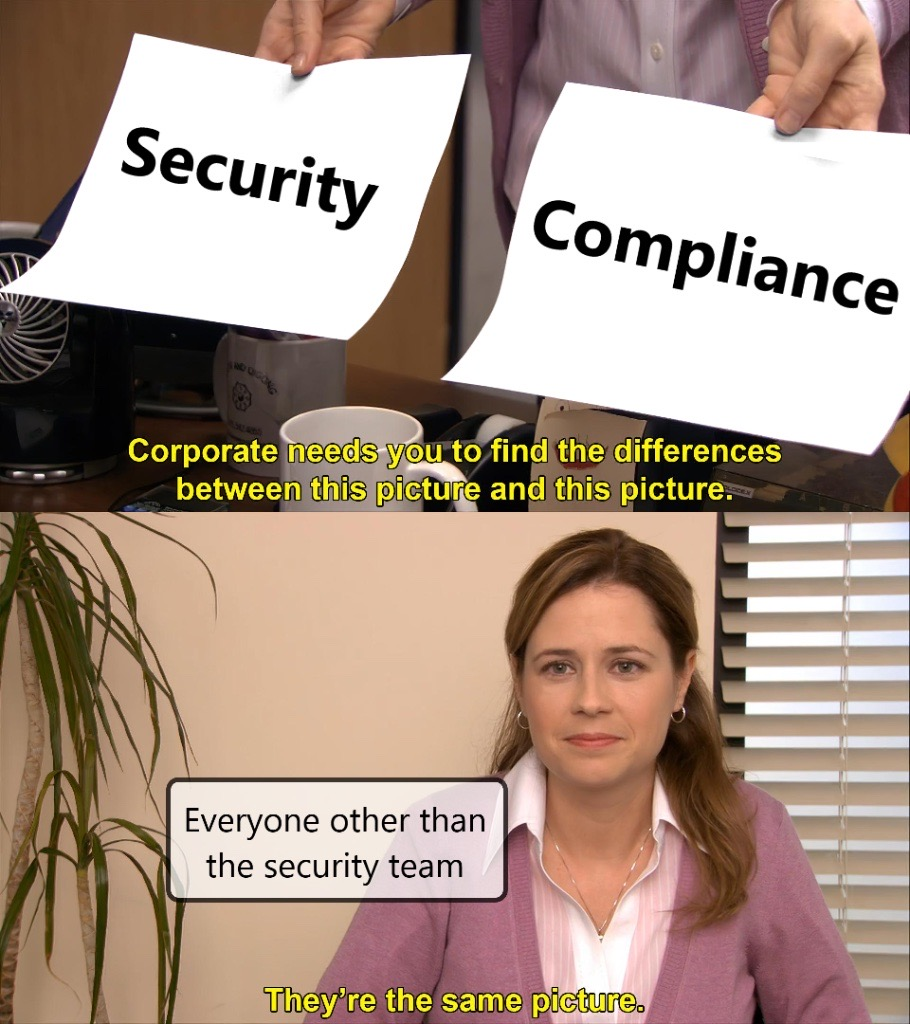 Security
Compliance
Corporate needs you to find the differences
between this picture and this picture.
Everyone other than
the security team
They're the same picture.